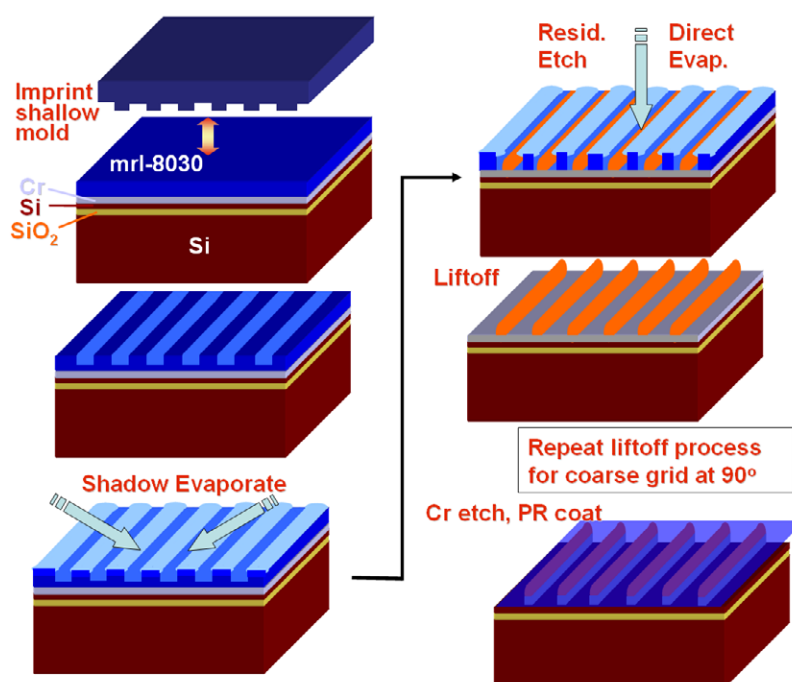 Imprint
shallow
mold
mrl-8030
Cr
Si
SiO2
Si
Shadow Evaporate
Resid.
Etch
Direct
Evap.
Liftoff
Repeat liftoff process
for coarse grid at 90o
Cr etch, PR coat